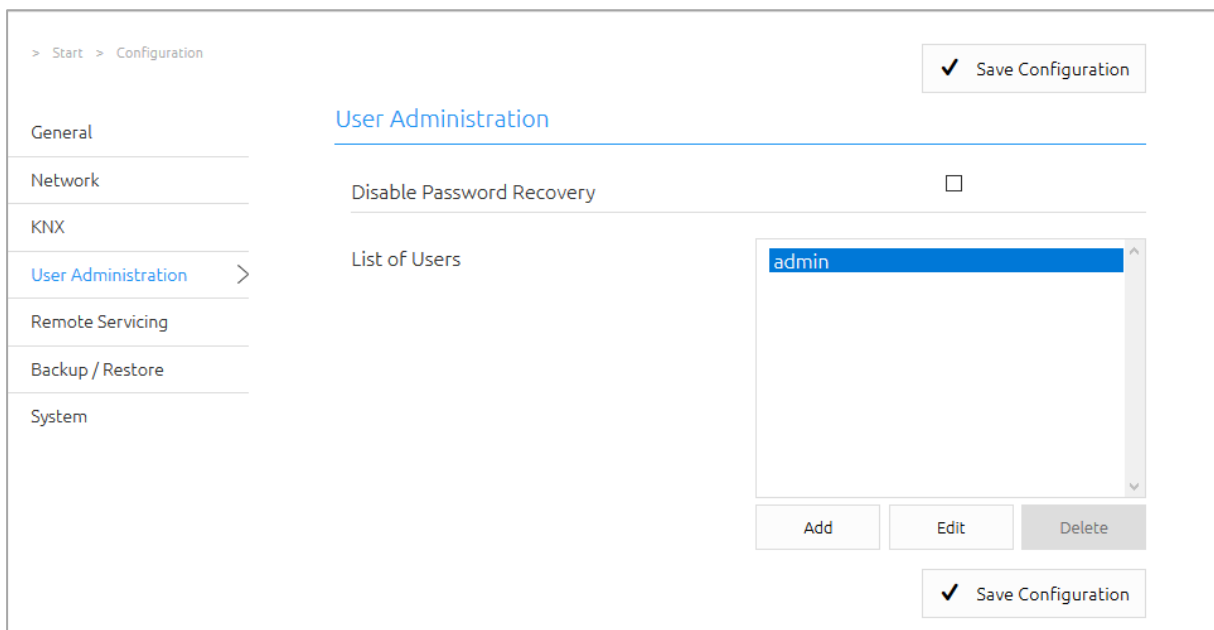 > Start > Configuration
✓ Save Configuration
General
Network
KNX
User Administration
Remote Servicing
Backup / Restore
System
User Administration
Disable Password Recovery
List of Users
admin
Add Edit Delete
✓ Save Configuration